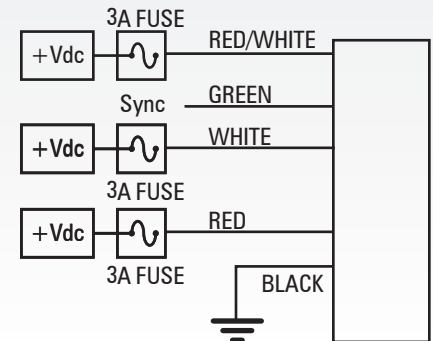 3A FUSE
+Vdc
RED/WHITE
Sync
GREEN
+Vdc
WHITE
3A FUSE
+Vdc
RED
3A FUSE
BLACK